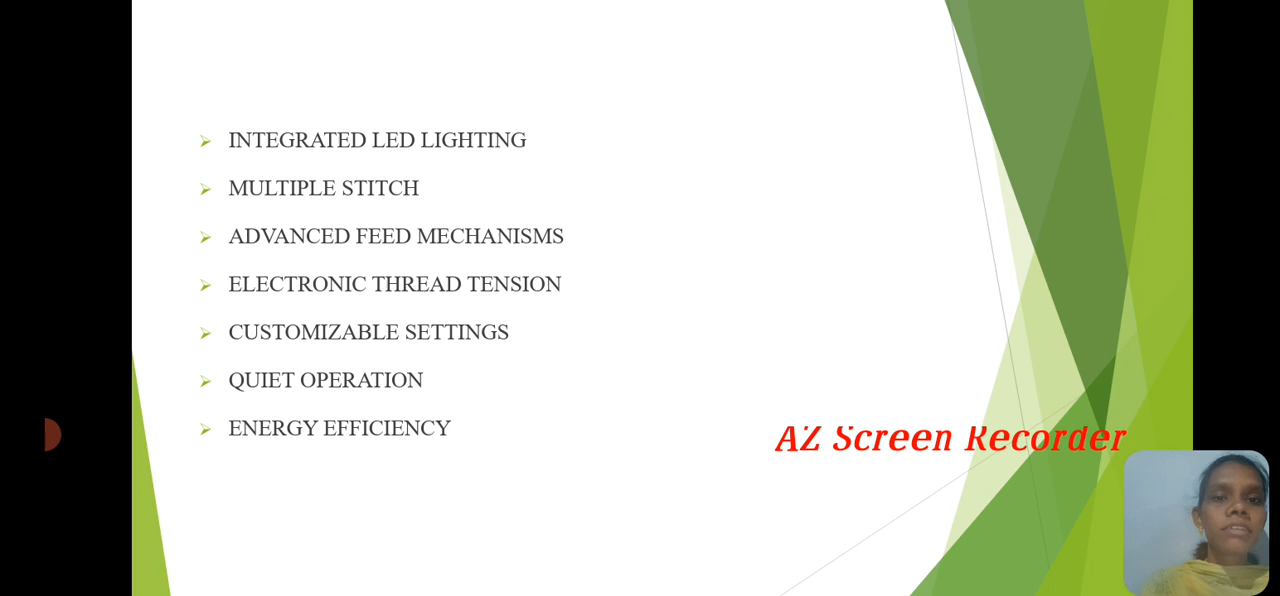 INTEGRATED LED LIGHTING
MULTIPLE STITCH
ADVANCED FEED MECHANISMS
ELECTRONIC THREAD TENSION
CUSTOMIZABLE SETTINGS
QUIET OPERATION
ENERGY EFFICIENCY
AZ Screen Recorder